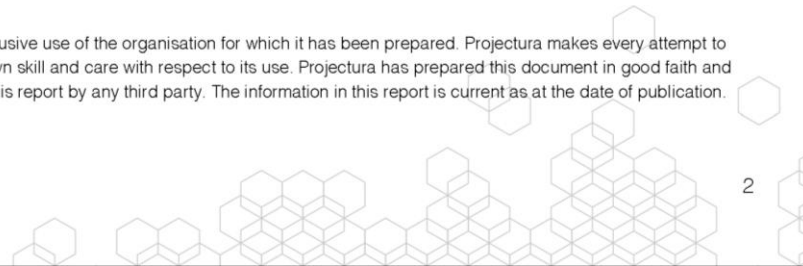 usive use of the organisation for which it has been prepared. Projectura makes every attempt to
n skill and care with respect to its use. Projectura has prepared this document in good faith and
is report by any third party. The information in this report is current as at the date of publication.
2